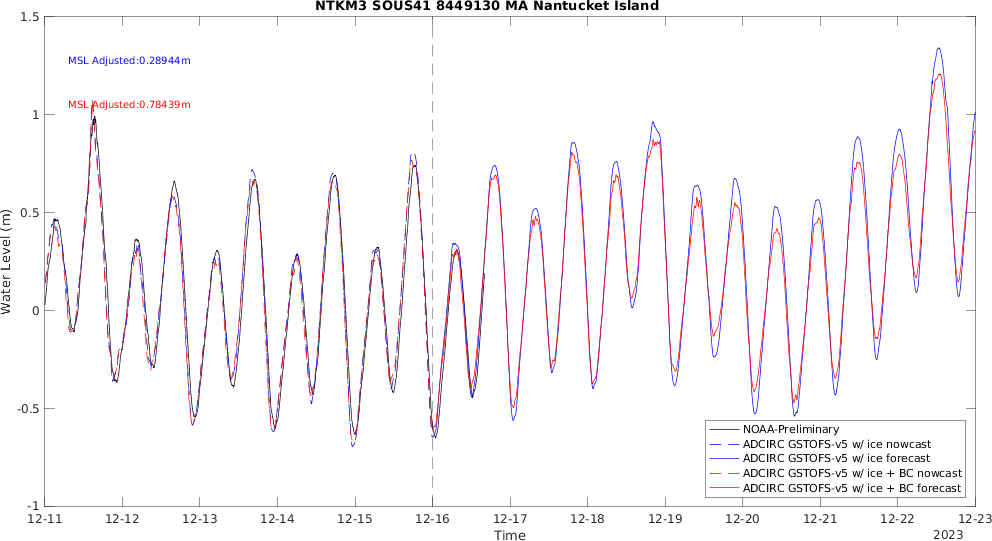 NTKM3 SOUS41 8449130 MA Nantucket Island
1.5
MSL Adjusted:0.28944m
MSL Adjusted:0.78439m
1
0.5
0
-0.5
-1
Water Level (m)
NOAA-Preliminary
ADCIRC GSTOFS-v5 w/ ice nowcast
ADCIRC GSTOFS-v5 w/ ice forecast
ADCIRC GSTOFS-v5 w/ ice + BC nowcast
ADCIRC GSTOFS-v5 w/ ice + BC forecast
12-11 12-12 12-13 12-14 12-15 12-16 12-17 12-18 12-19 12-20 12-21 12-22 12-23
Time
2023